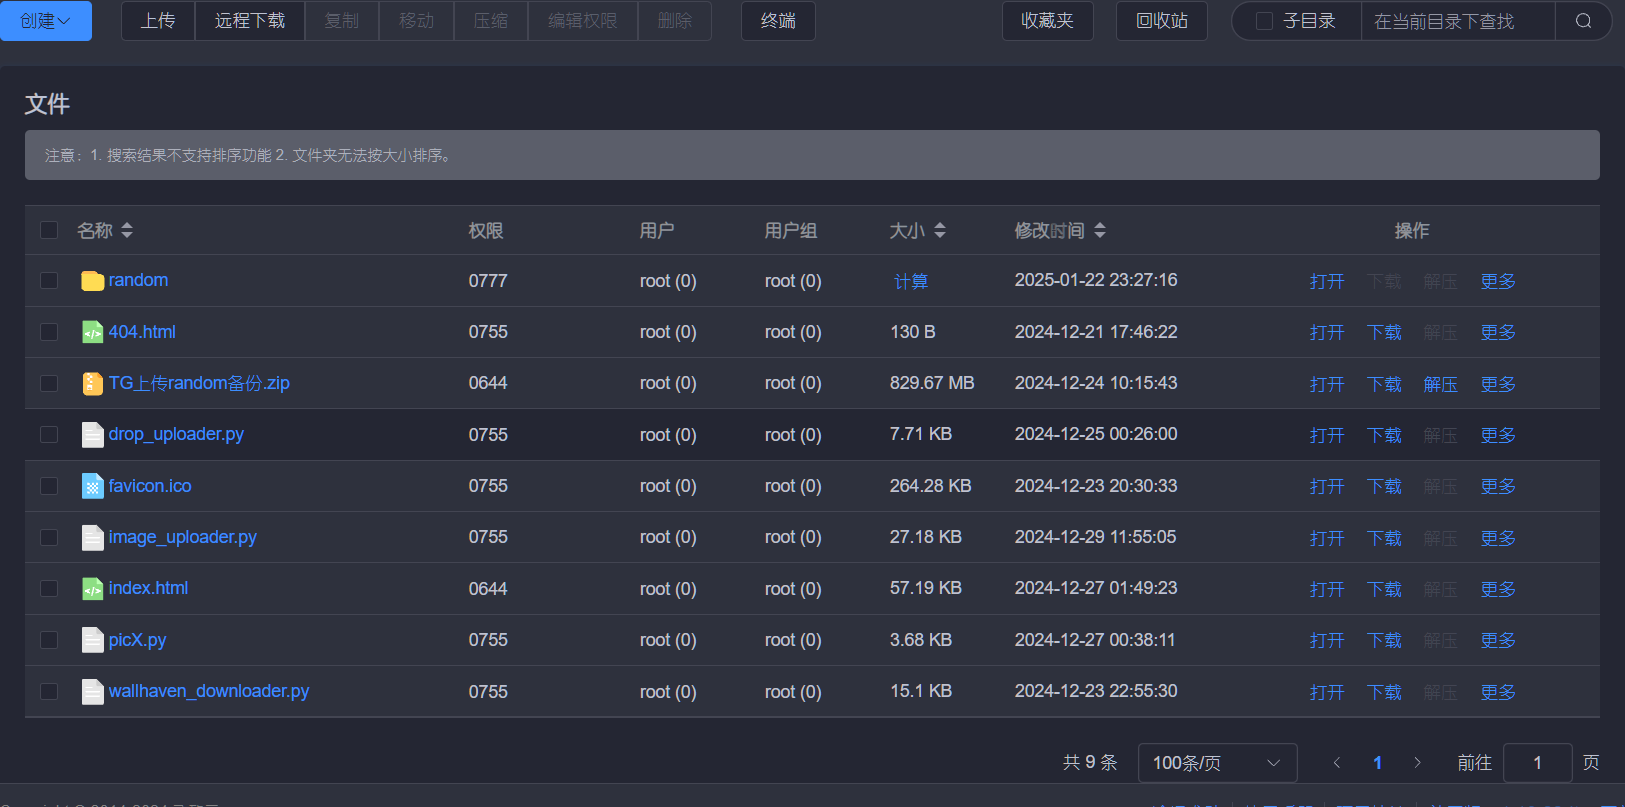 创建 上传 远程下载 复制 移动 压缩 编辑权限 删除 终端 收藏夹 回收站 子目录 在当前目录下查找
文件
注意：1. 搜索结果不支持排序功能 2. 文件夹无法按大小排序。
名称 权限 用户 用户组 大小 修改时间 操作
random 0777 root (0) root (0) 计算 2025-01-22 23:27:16 打开 下载 解压 更多
404.html 0755 root (0) root (0) 130 B 2024-12-21 17:46:22 打开 下载 解压 更多
TG上传random备份.zip 0644 root (0) root (0) 829.67 MB 2024-12-24 10:15:43 打开 下载 解压 更多
drop_uploader.py 0755 root (0) root (0) 7.71 KB 2024-12-25 00:26:00 打开 下载 解压 更多
favicon.ico 0755 root (0) root (0) 264.28 KB 2024-12-23 20:30:33 打开 下载 解压 更多
image_uploader.py 0755 root (0) root (0) 27.18 KB 2024-12-29 11:55:05 打开 下载 解压 更多
index.html 0644 root (0) root (0) 57.19 KB 2024-12-27 01:49:23 打开 下载 解压 更多
picX.py 0755 root (0) root (0) 3.68 KB 2024-12-27 00:38:11 打开 下载 解压 更多
wallhaven_downloader.py 0755 root (0) root (0) 15.1 KB 2024-12-23 22:55:30 打开 下载 解压 更多
共 9 条 100条/页 1 前往 1 页